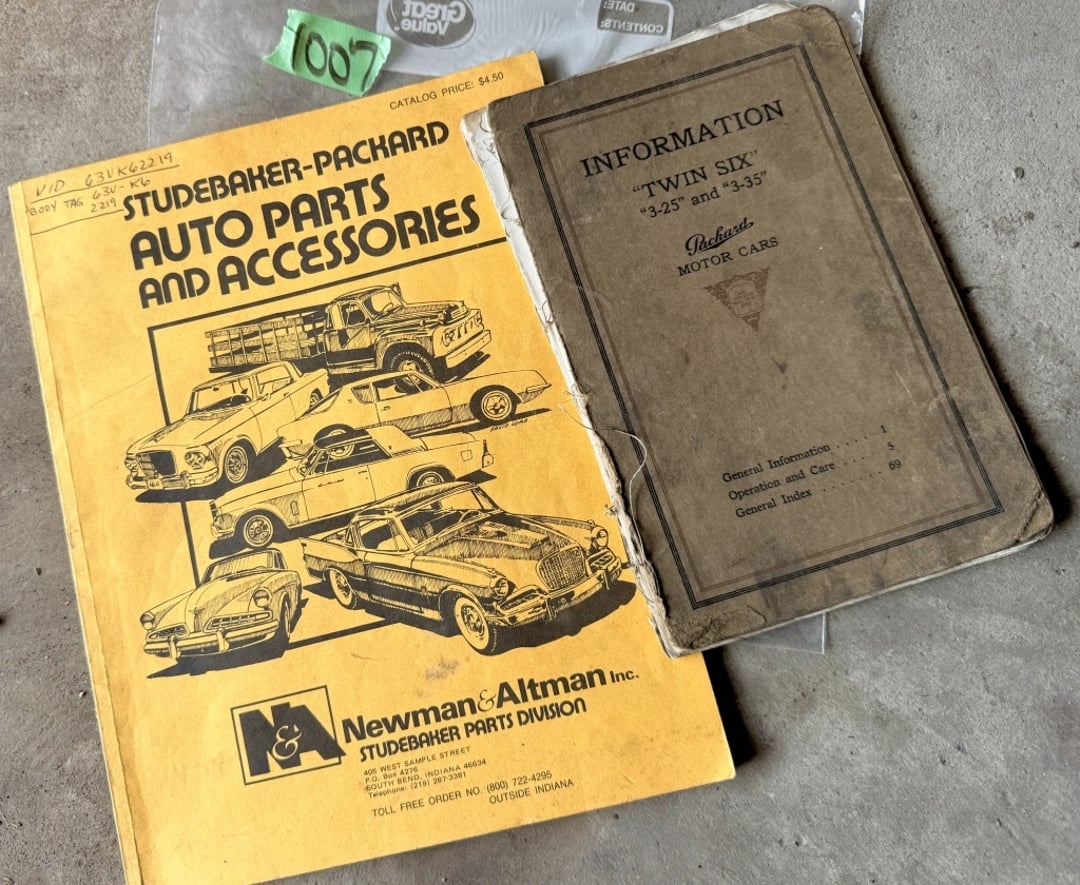 1007
Great
Value.
DATE:
CONTENTS:
CATALOG PRICE: $4.50
VID 63VK62219
BODY TAG 63V-K6
2219
STUDEBAKER-PACKARD
AUTO PARTS
AND ACCESSORIES
DAVID LORD
N&A
Newman & Altman Inc.
STUDEBAKER PARTS DIVISION
405 WEST SAMPLE STREET
P.O. Box 4276
SOUTH BEND, INDIANA 46634
Telephone: (219) 287-3381
TOLL FREE ORDER NO. (800) 722-4295
OUTSIDE INDIANA
INFORMATION
"TWIN SIX"
"3-25" and "3-35"
Packard
MOTOR CARS
General Information . . . . 1
Operation and Care . . . . 5
General Index . . . . . . . 69